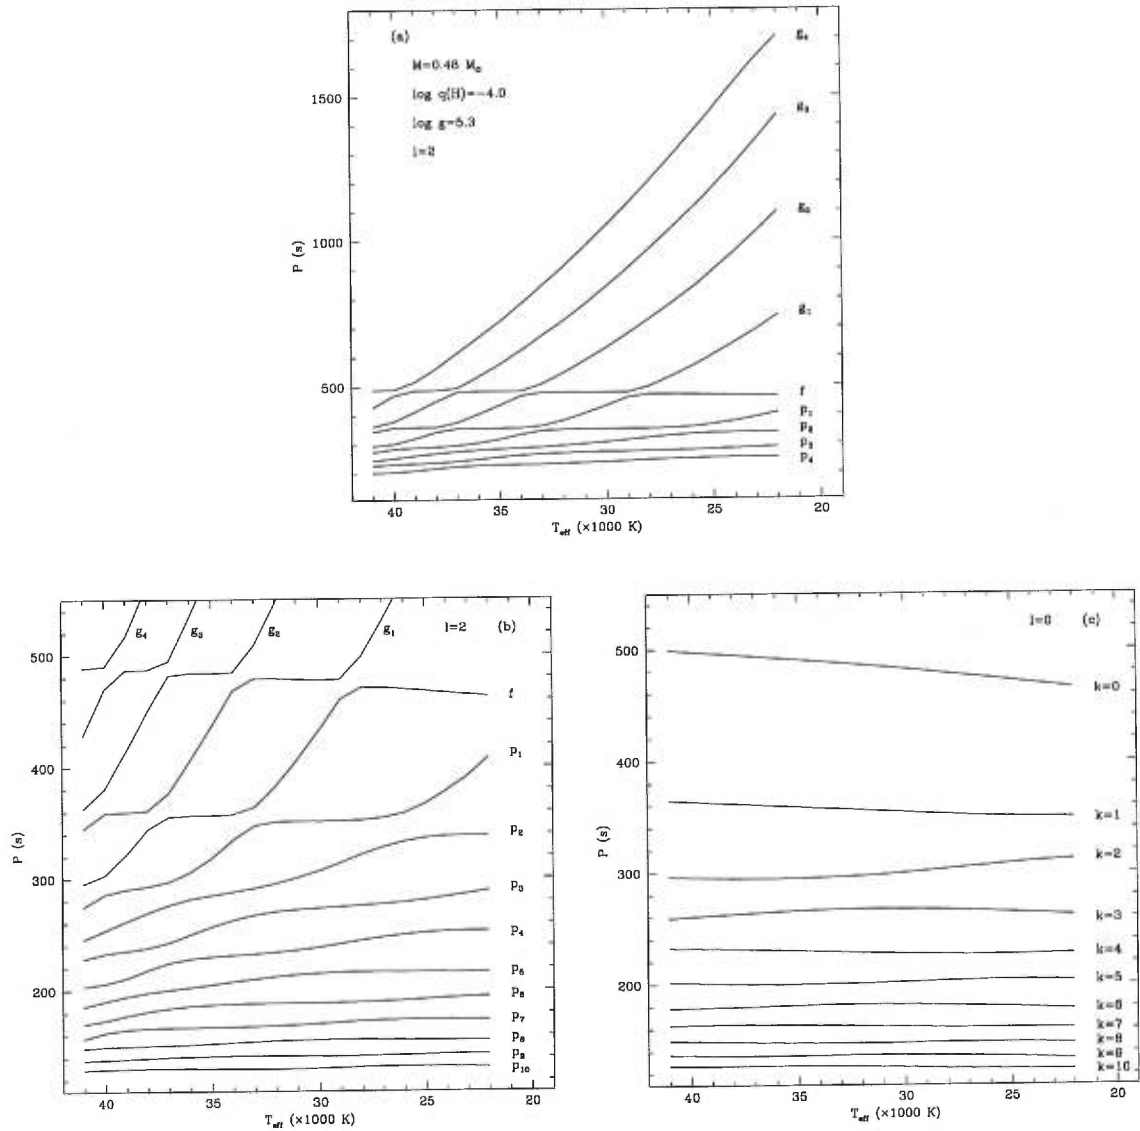 (a)
M=0.48 M⊙
log q(H)=-4.0
log g=5.3
l=2
1500
1000
500
P (s)
g₄
g₃
g₂
g₁
f
p₁
p₂
p₃
p₄
40 35 30 25 20
T_eff (×1000 K)
l=2 (b)
g₄ g₃ g₂ g₁
500
400
300
200
P (s)
f
p₁
p₂
p₃
p₄
p₅
p₆
p₇
p₈
p₉
p₁₀
40 35 30 25 20
T_eff (×1000 K)
l=0 (c)
500
400
300
200
P (s)
k=0
k=1
k=2
k=3
k=4
k=5
k=6
k=7
k=8
k=9
k=10
40 35 30 25 20
T_eff (×1000 K)